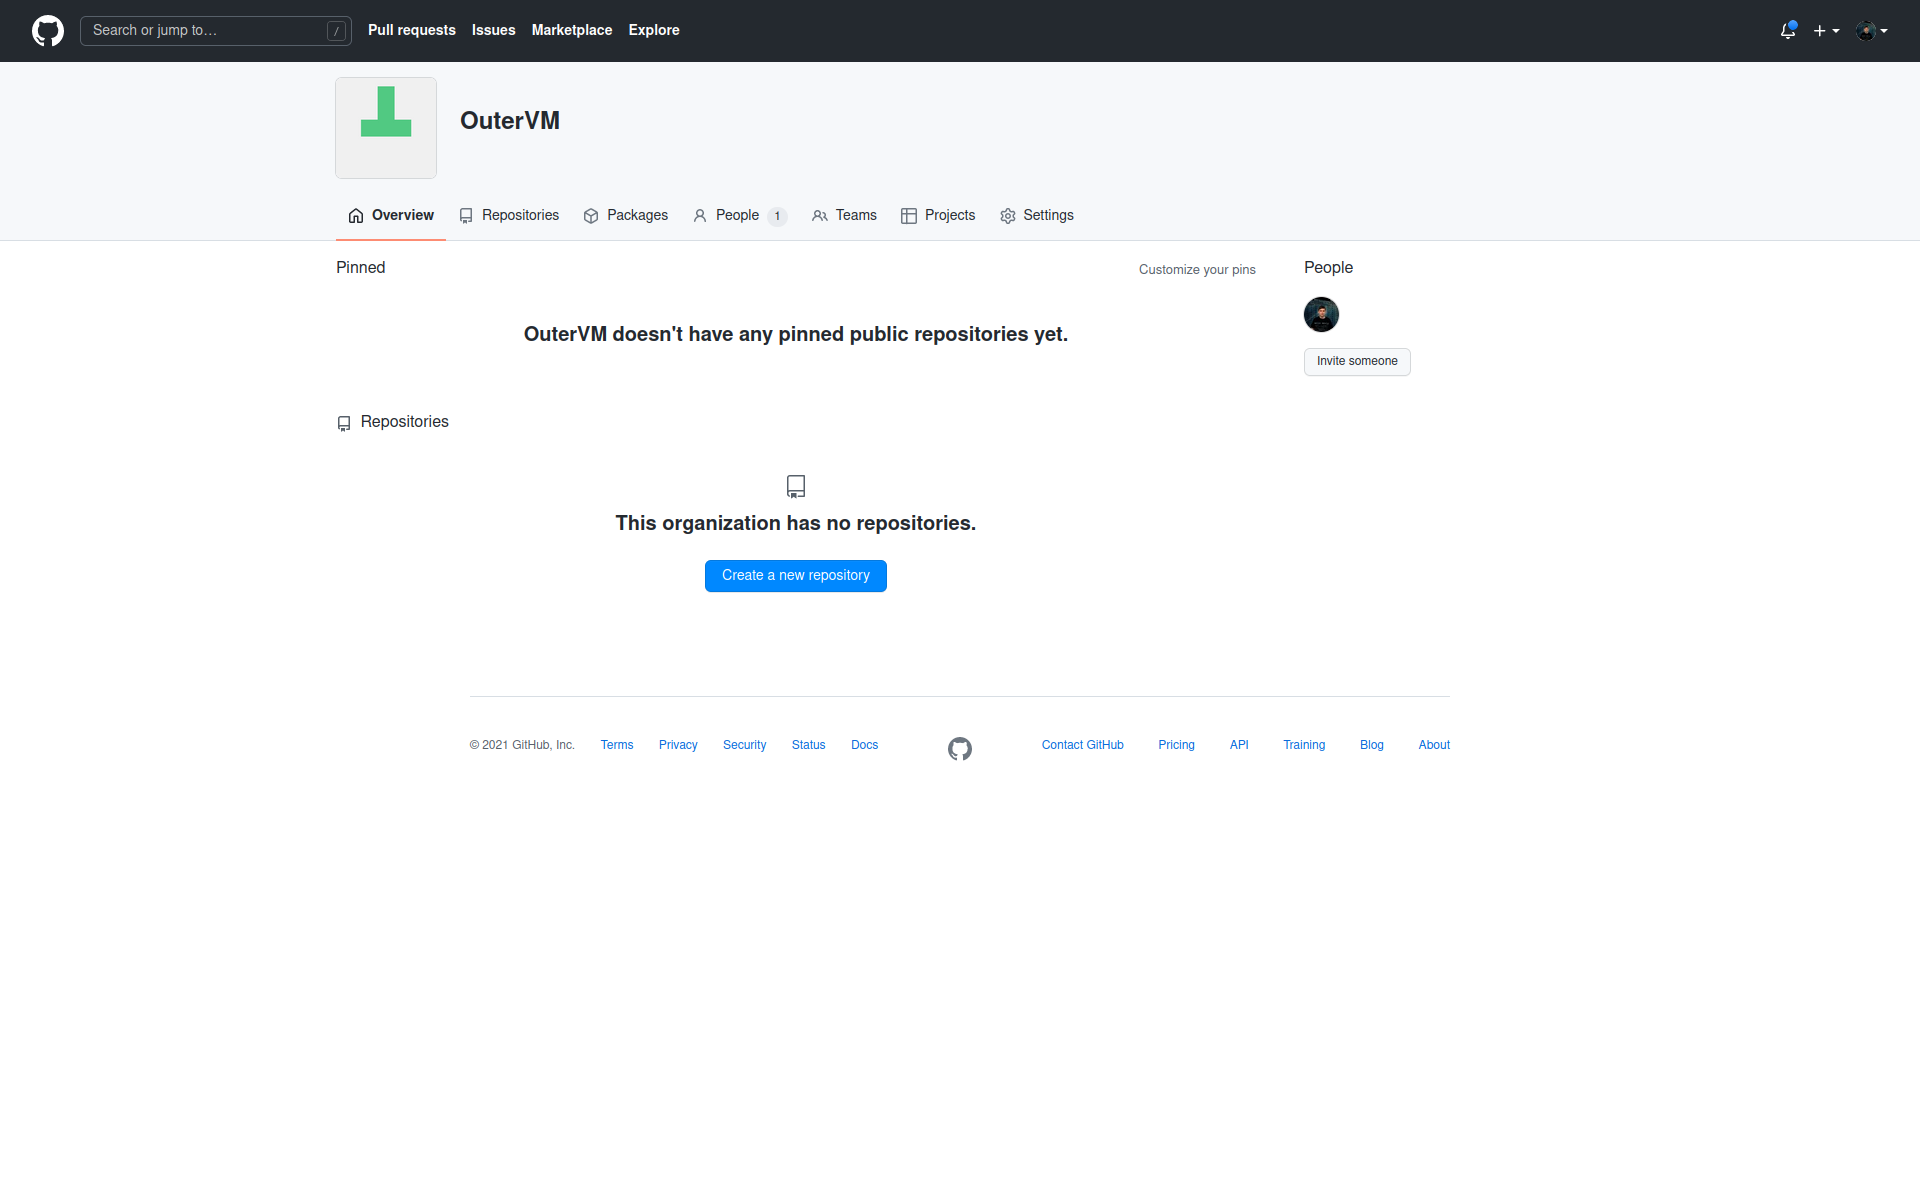 Search or jump to…
/
Pull requests
Issues
Marketplace
Explore
OuterVM
Overview
Repositories
Packages
People 1
Teams
Projects
Settings
Pinned
Customize your pins
OuterVM doesn't have any pinned public repositories yet.
People
Invite someone
Repositories
This organization has no repositories.
Create a new repository
© 2021 GitHub, Inc.
Terms
Privacy
Security
Status
Docs
Contact GitHub
Pricing
API
Training
Blog
About